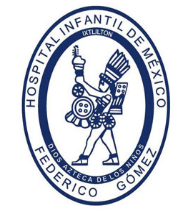 HOSPITAL INFANTIL DE MÉXICO
IXTLILTON
DIOS AZTECA DE LOS NIÑOS
FEDERICO GÓMEZ